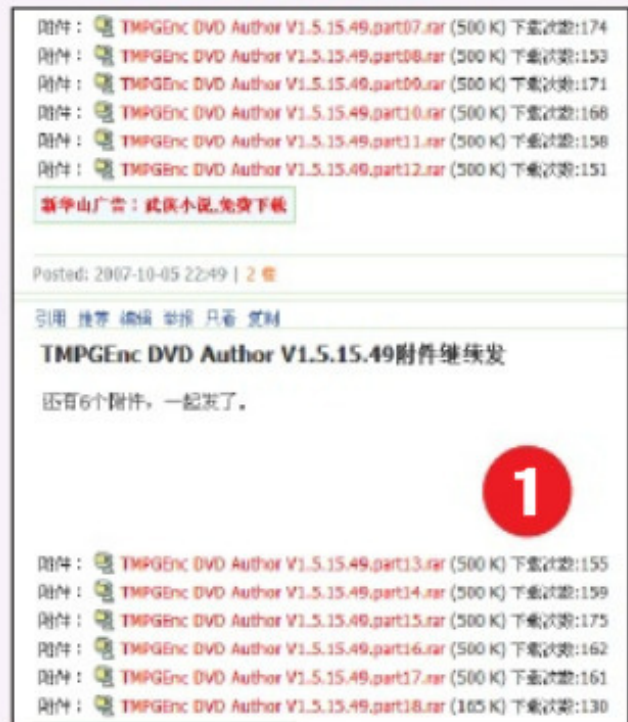 附件： TMPGEnc DVD Author V1.5.15.49.part07.rar (500 K) 下载次数:174
附件： TMPGEnc DVD Author V1.5.15.49.part08.rar (500 K) 下载次数:153
附件： TMPGEnc DVD Author V1.5.15.49.part09.rar (500 K) 下载次数:171
附件： TMPGEnc DVD Author V1.5.15.49.part10.rar (500 K) 下载次数:168
附件： TMPGEnc DVD Author V1.5.15.49.part11.rar (500 K) 下载次数:158
附件： TMPGEnc DVD Author V1.5.15.49.part12.rar (500 K) 下载次数:151
新华山广告：武侠小说,免费下载
Posted: 2007-10-05 22:49 | 2 楼
引用 推荐 编辑 举报 只看 复制
TMPGEnc DVD Author V1.5.15.49附件继续发
还有6个附件，一起发了。
1
附件： TMPGEnc DVD Author V1.5.15.49.part13.rar (500 K) 下载次数:155
附件： TMPGEnc DVD Author V1.5.15.49.part14.rar (500 K) 下载次数:159
附件： TMPGEnc DVD Author V1.5.15.49.part15.rar (500 K) 下载次数:175
附件： TMPGEnc DVD Author V1.5.15.49.part16.rar (500 K) 下载次数:162
附件： TMPGEnc DVD Author V1.5.15.49.part17.rar (500 K) 下载次数:161
附件： TMPGEnc DVD Author V1.5.15.49.part18.rar (165 K) 下载次数:130